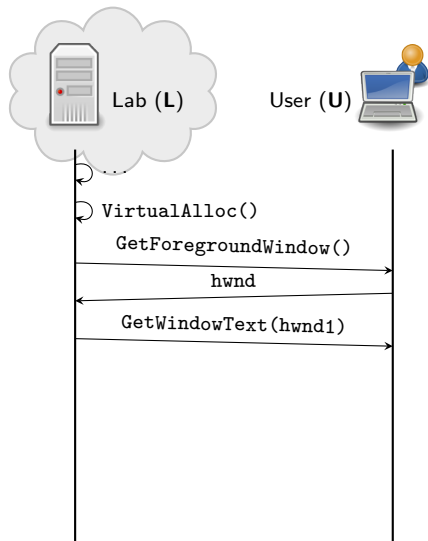 Lab (L)
User (U)
...
VirtualAlloc()
GetForegroundWindow()
hwnd
GetWindowText(hwnd1)